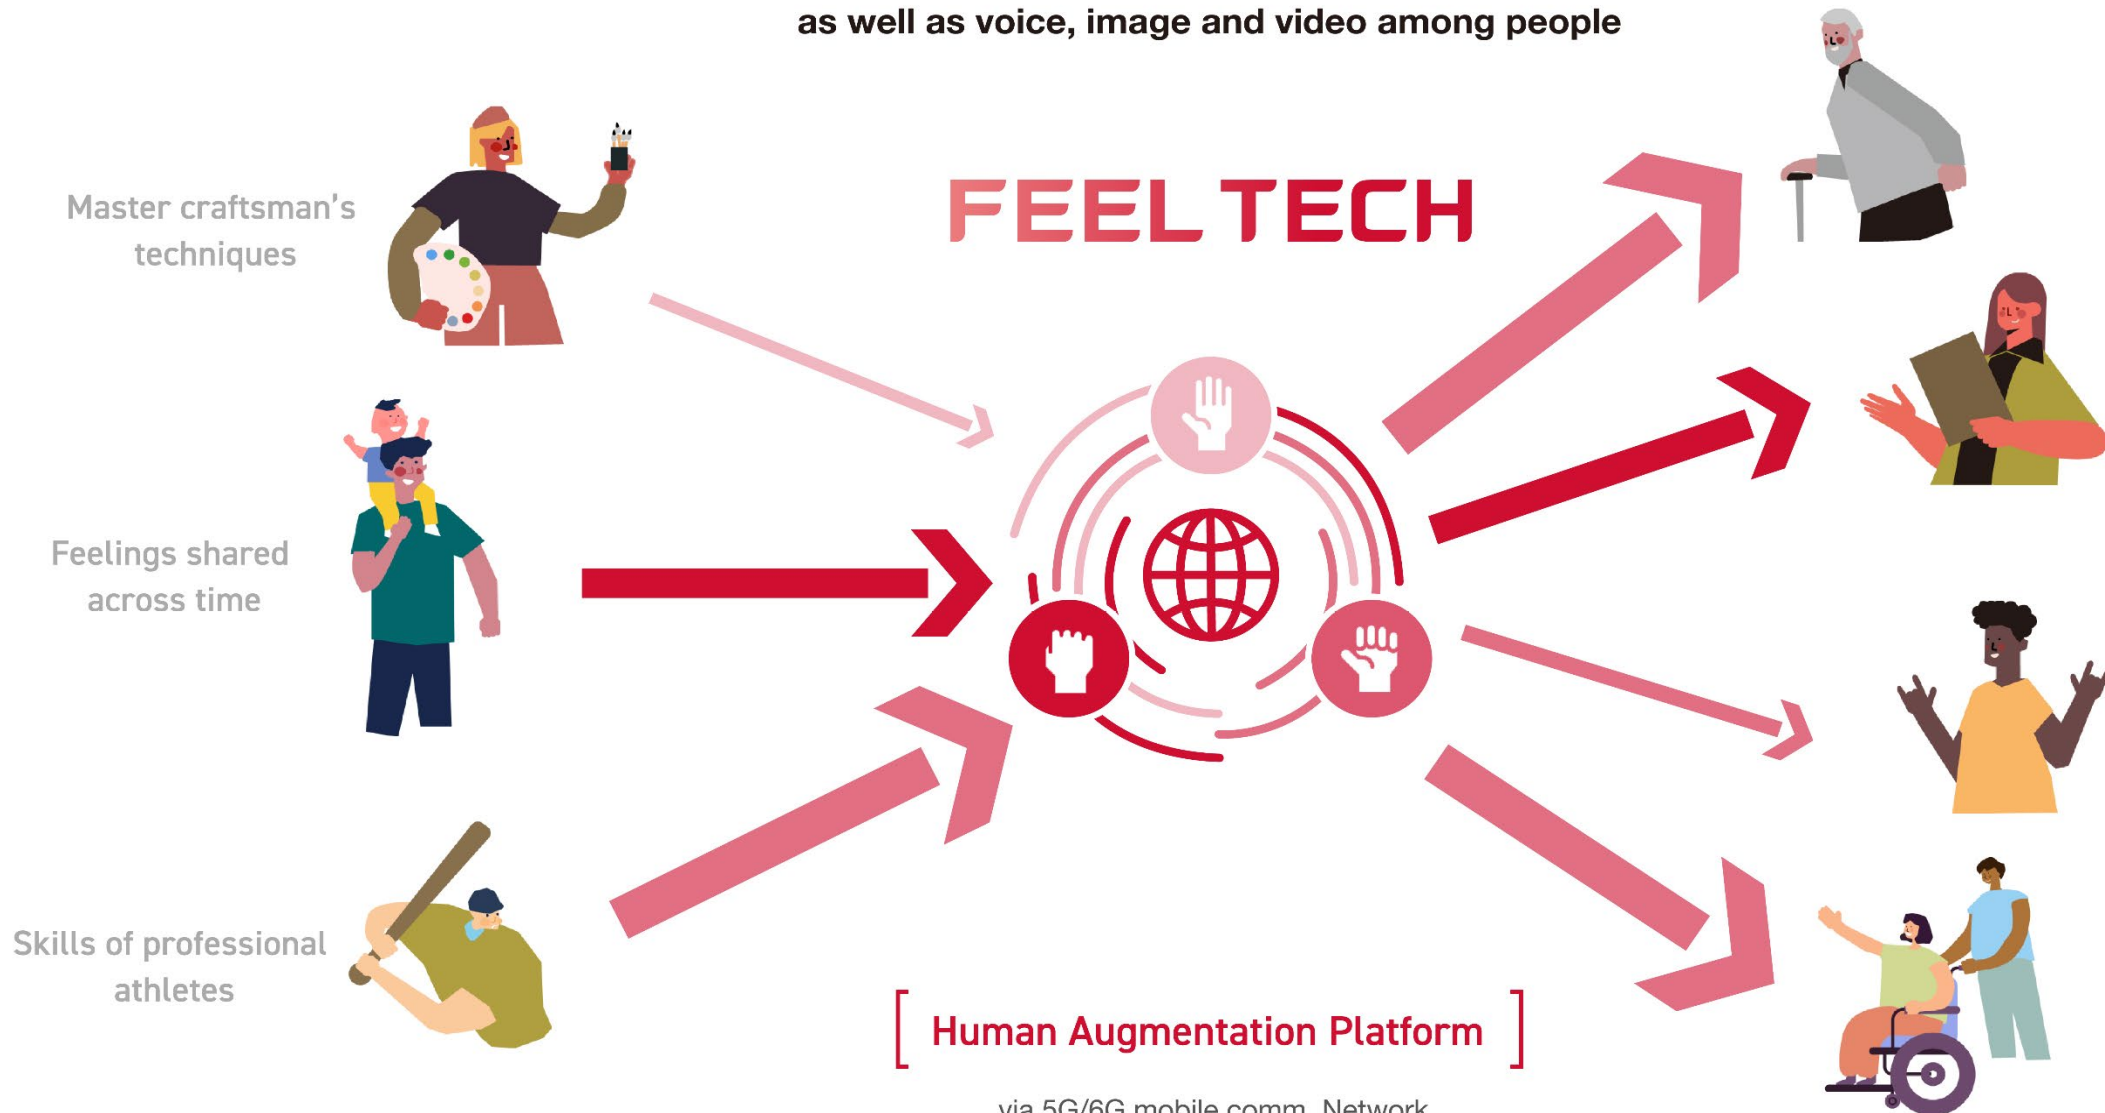 as well as voice, image and video among people
FEEL TECH
Master craftsman's
techniques
Feelings shared
across time
Skills of professional
athletes
Human Augmentation Platform
via 5G/6G mobile comm. Network